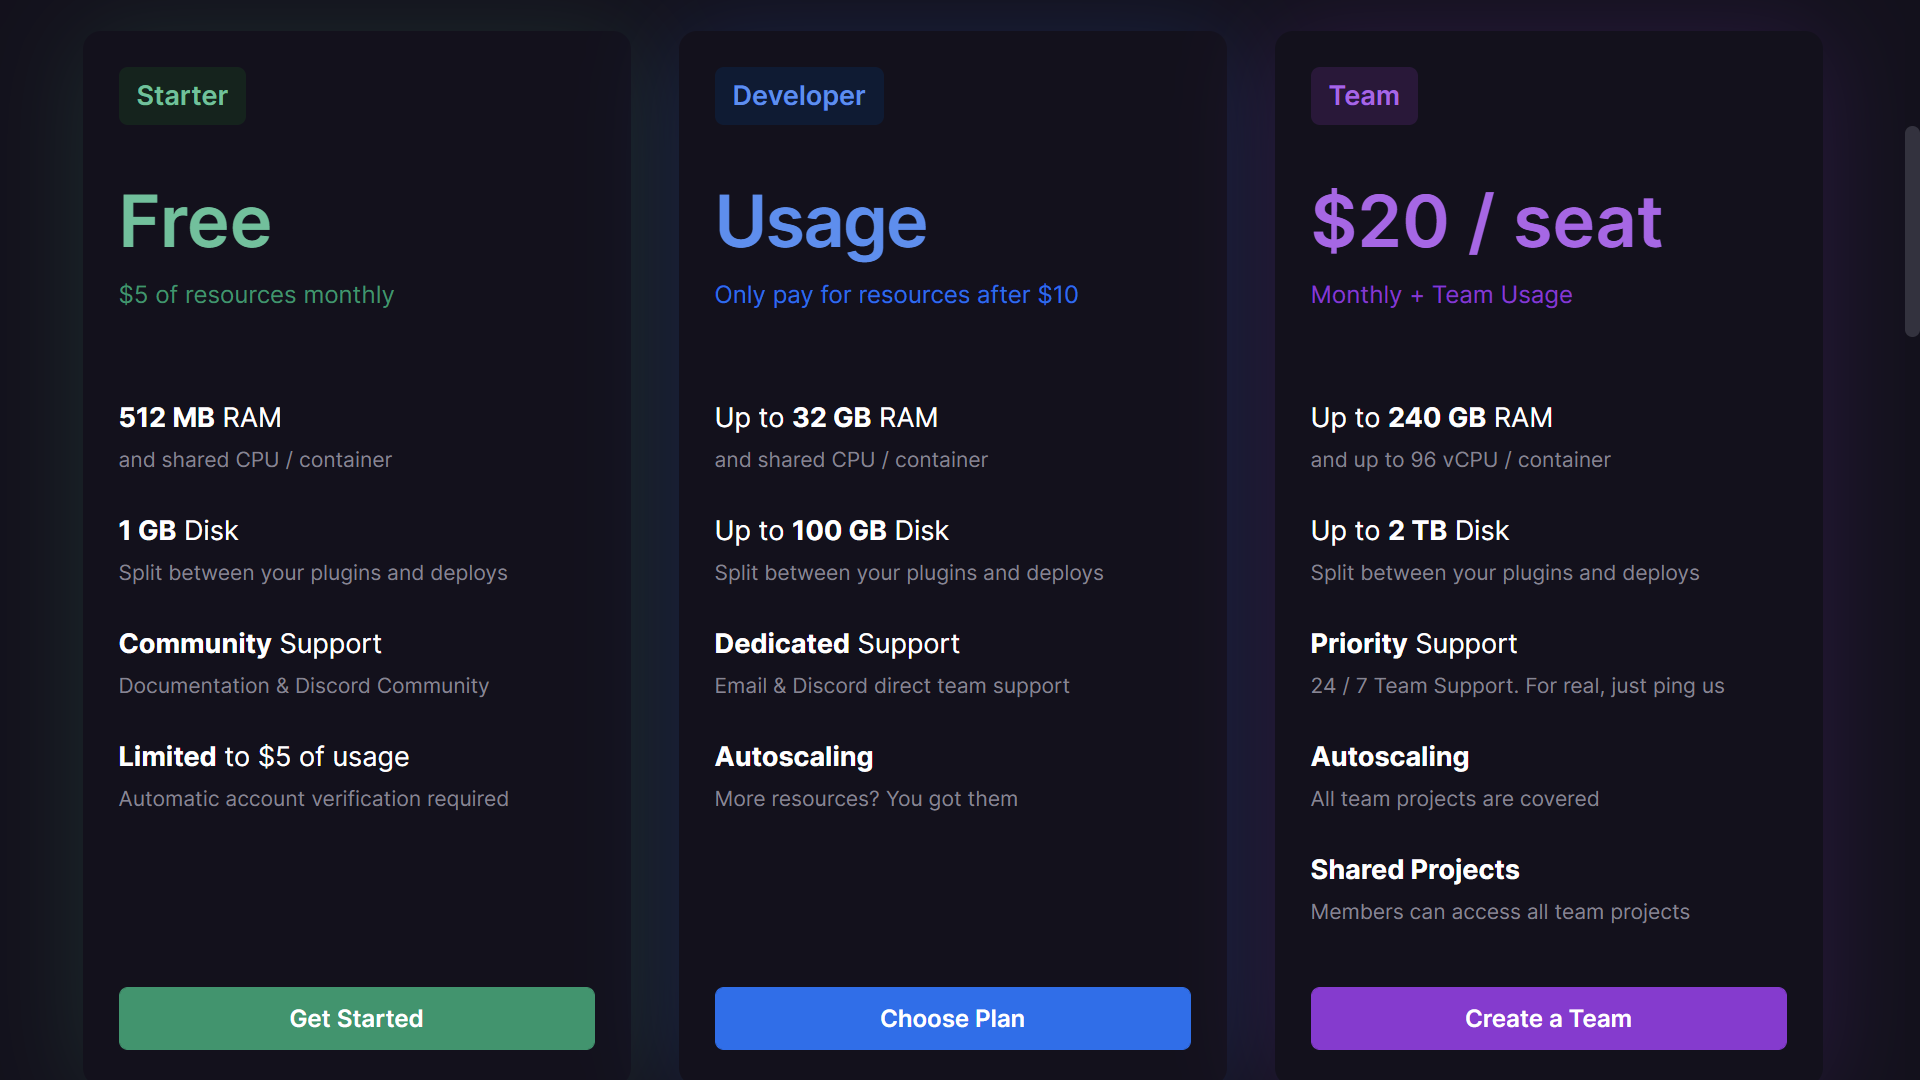 Starter
Free
$5 of resources monthly
512 MB RAM
and shared CPU / container
1 GB Disk
Split between your plugins and deploys
Community Support
Documentation & Discord Community
Limited to $5 of usage
Automatic account verification required
Get Started
Developer
Usage
Only pay for resources after $10
Up to 32 GB RAM
and shared CPU / container
Up to 100 GB Disk
Split between your plugins and deploys
Dedicated Support
Email & Discord direct team support
Autoscaling
More resources? You got them
Choose Plan
Team
$20 / seat
Monthly + Team Usage
Up to 240 GB RAM
and up to 96 vCPU / container
Up to 2 TB Disk
Split between your plugins and deploys
Priority Support
24 / 7 Team Support. For real, just ping us
Autoscaling
All team projects are covered
Shared Projects
Members can access all team projects
Create a Team